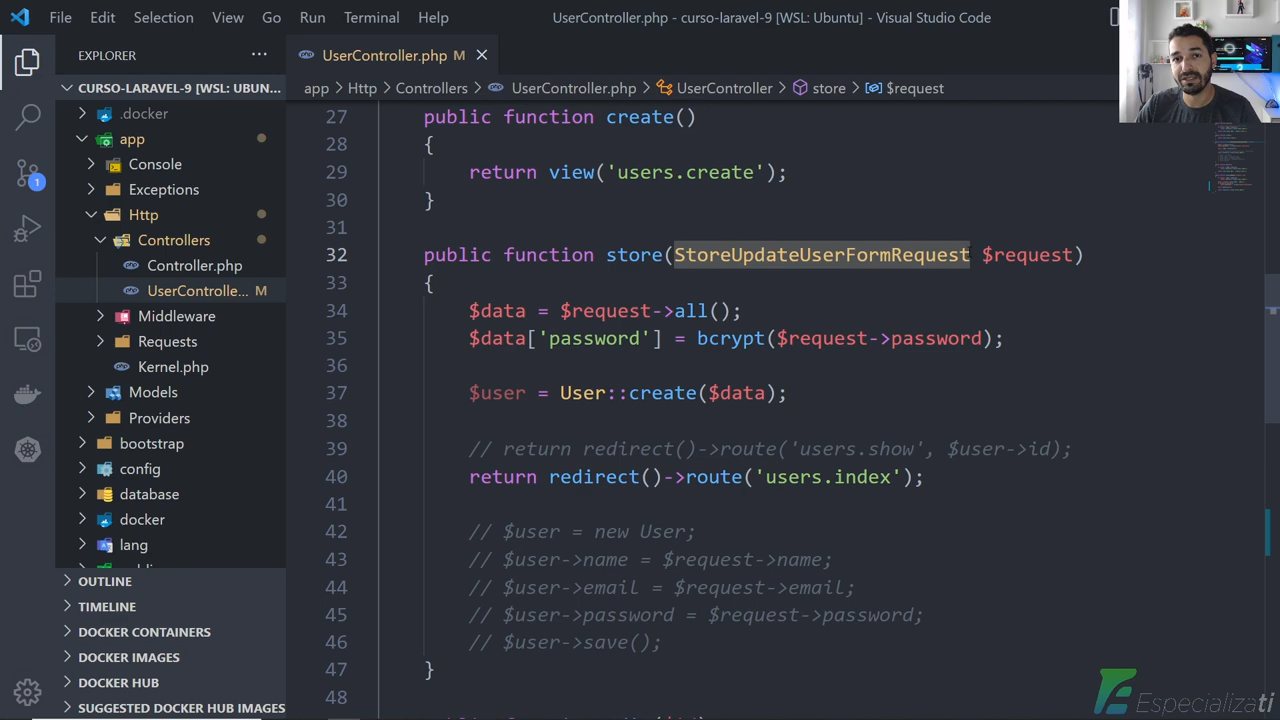 File Edit Selection View Go Run Terminal Help
UserController.php - curso-laravel-9 [WSL: Ubuntu] - Visual Studio Code
EXPLORER ...
UserController.php M
CURSO-LARAVEL-9 [WSL: UBUN...
app > Http > Controllers > UserController.php > UserController > store > $request
.docker
app
Console
Exceptions
Http
Controllers
Controller.php
UserControlle... M
Middleware
Requests
Kernel.php
Models
Providers
bootstrap
config
database
docker
lang
OUTLINE
TIMELINE
DOCKER CONTAINERS
DOCKER IMAGES
DOCKER HUB
SUGGESTED DOCKER HUB IMAGES
1
27 public function create()
28 {
29 return view('users.create');
30 }
31
32 public function store(StoreUpdateUserFormRequest $request)
33 {
34 $data = $request->all();
35 $data['password'] = bcrypt($request->password);
36
37 $user = User::create($data);
38
39 // return redirect()->route('users.show', $user->id);
40 return redirect()->route('users.index');
41
42 // $user = new User;
43 // $user->name = $request->name;
44 // $user->email = $request->email;
45 // $user->password = $request->password;
46 // $user->save();
47 }
48
Especializati